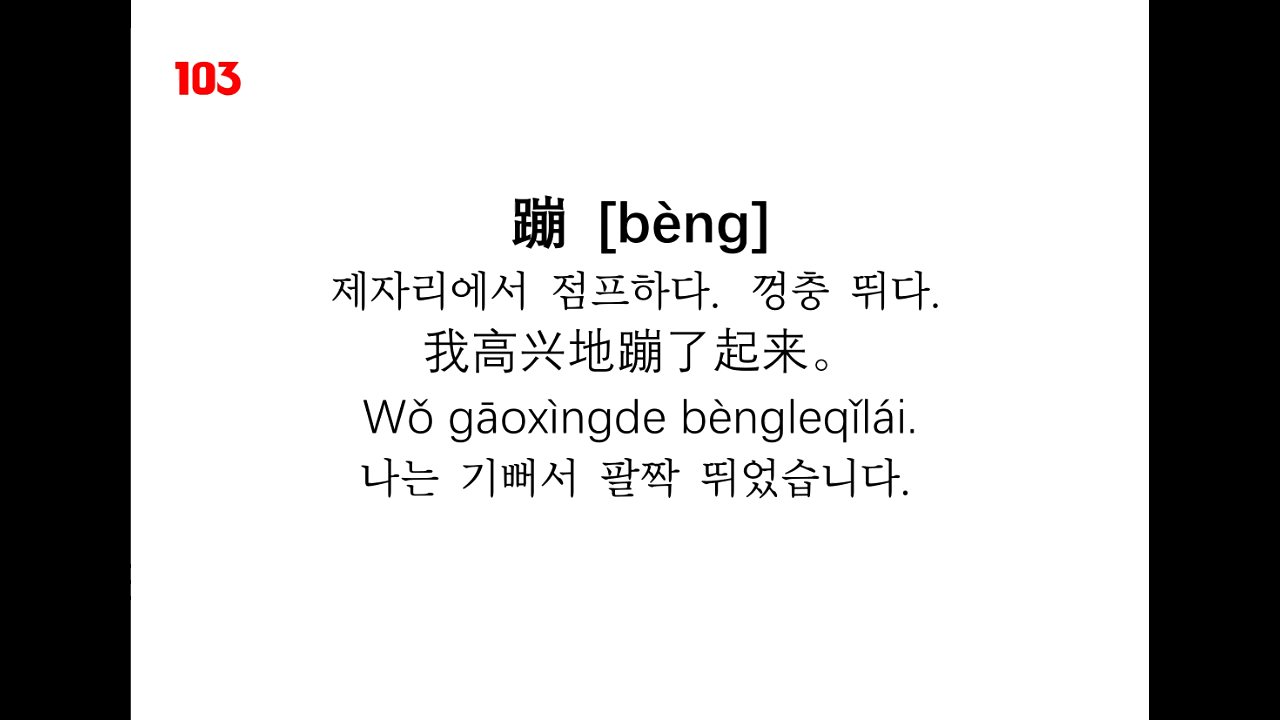 103
蹦 [bèng]
제자리에서 점프하다. 껑충 뛰다.
我高兴地蹦了起来。
Wǒ gāoxìngde bèngleqǐlái.
나는 기뻐서 팔짝 뛰었습니다.